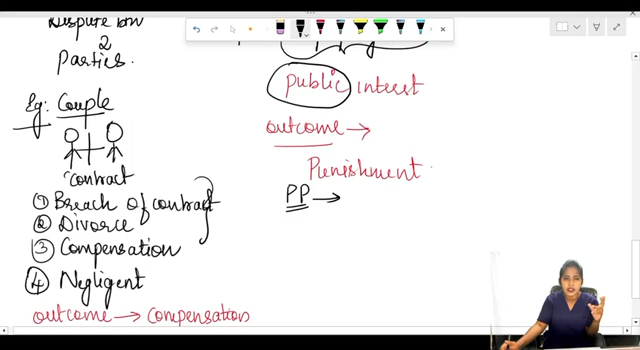 Dispute btw
2
Parties.
Eg: Couple
Contract
① Breach of contract
② Divorce
③ Compensation
④ Negligent
outcome → Compensation
public interest
outcome →
Punishment
PP →